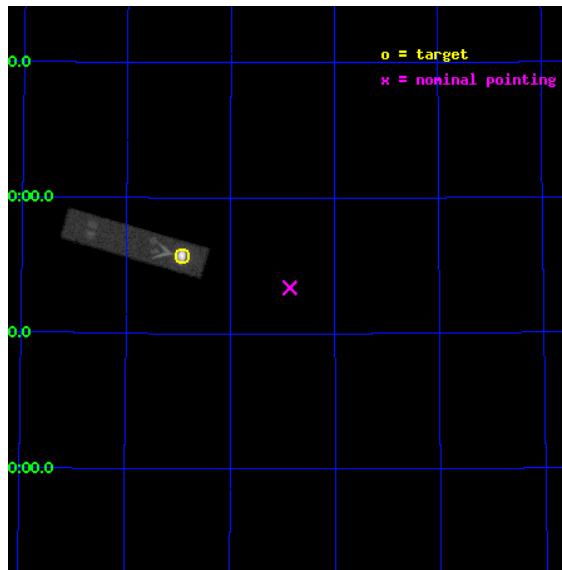 o = target
0.0
x = nominal pointing
0:00.0
0.0
0:00.0